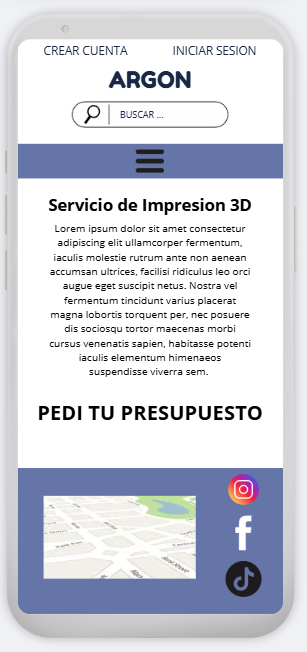 CREAR CUENTA INICIAR SESION
ARGON
BUSCAR ...
Servicio de Impresion 3D
Lorem ipsum dolor sit amet consectetur
adipiscing elit ullamcorper fermentum,
iaculis molestie rutrum ante non aenean
accumsan ultrices, facilisi ridiculus leo orci
augue eget suscipit netus. Nostra vel
fermentum tincidunt varius placerat
magna lobortis torquent per, nec posuere
dis sociosqu tortor maecenas morbi
cursus venenatis sapien, habitasse potenti
iaculis elementum himenaeos
suspendisse viverra sem.
PEDI TU PRESUPUESTO